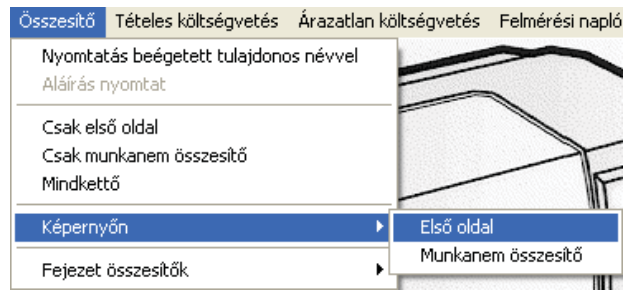 Összesítő Tételes költségvetés Árazatlan költségvetés Felmérési napló
Nyomtatás beégetett tulajdonos névvel
Aláírás nyomtat
Csak első oldal
Csak munkanem összesítő
Mindkettő
Képernyőn Első oldal
Munkanem összesítő
Fejezet összesítők